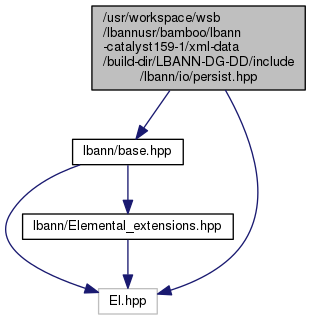 /usr/workspace/wsb
/lbannusr/bamboo/lbann
-catalyst159-1/xml-data
/build-dir/LBANN-DG-DD/include
/lbann/io/persist.hpp
lbann/base.hpp
lbann/Elemental_extensions.hpp
El.hpp